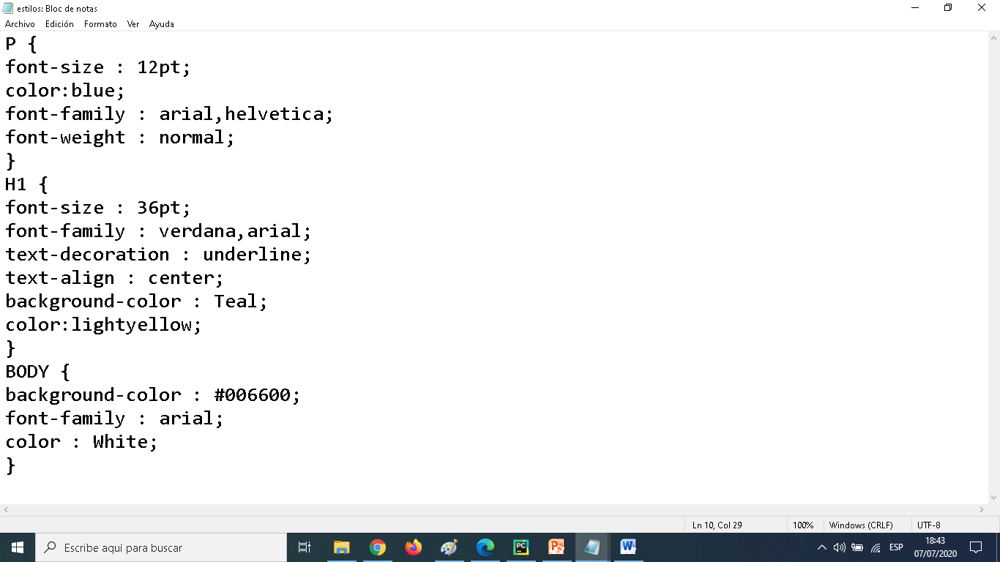 estilos: Bloc de notas
Archivo Edición Formato Ver Ayuda
P {
font-size : 12pt;
color:blue;
font-family : arial,helvetica;
font-weight : normal;
}
H1 {
font-size : 36pt;
font-family : verdana,arial;
text-decoration : underline;
text-align : center;
background-color : Teal;
color:lightyellow;
}
BODY {
background-color : #006600;
font-family : arial;
color : White;
}
Ln 10, Col 29 100% Windows (CRLF) UTF-8
Escribe aquí para buscar
PC
ESP
18:43
07/07/2020